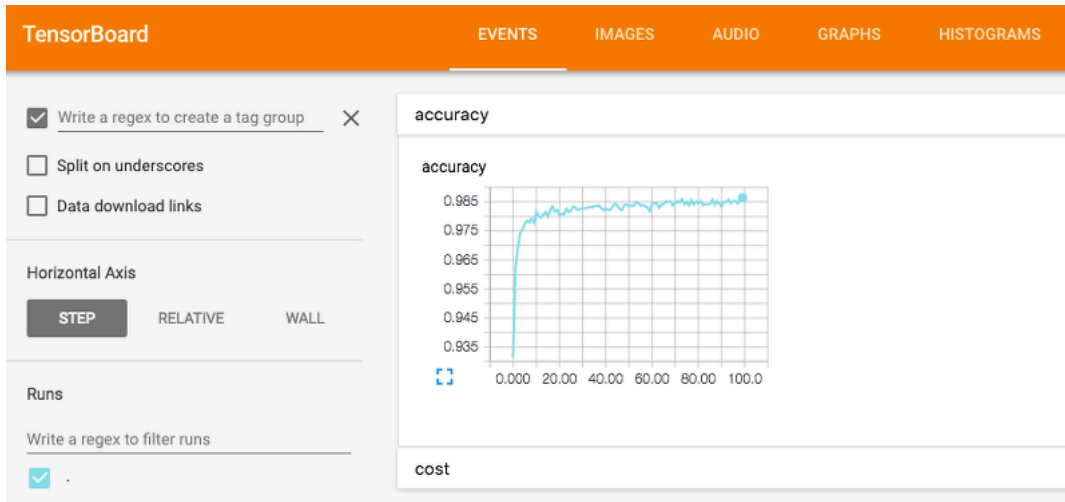 TensorBoard
EVENTS IMAGES AUDIO GRAPHS HISTOGRAMS
Write a regex to create a tag group
Split on underscores
Data download links
Horizontal Axis
STEP RELATIVE WALL
Runs
Write a regex to filter runs
.
accuracy
accuracy
0.985
0.975
0.965
0.955
0.945
0.935
0.000 20.00 40.00 60.00 80.00 100.0
cost